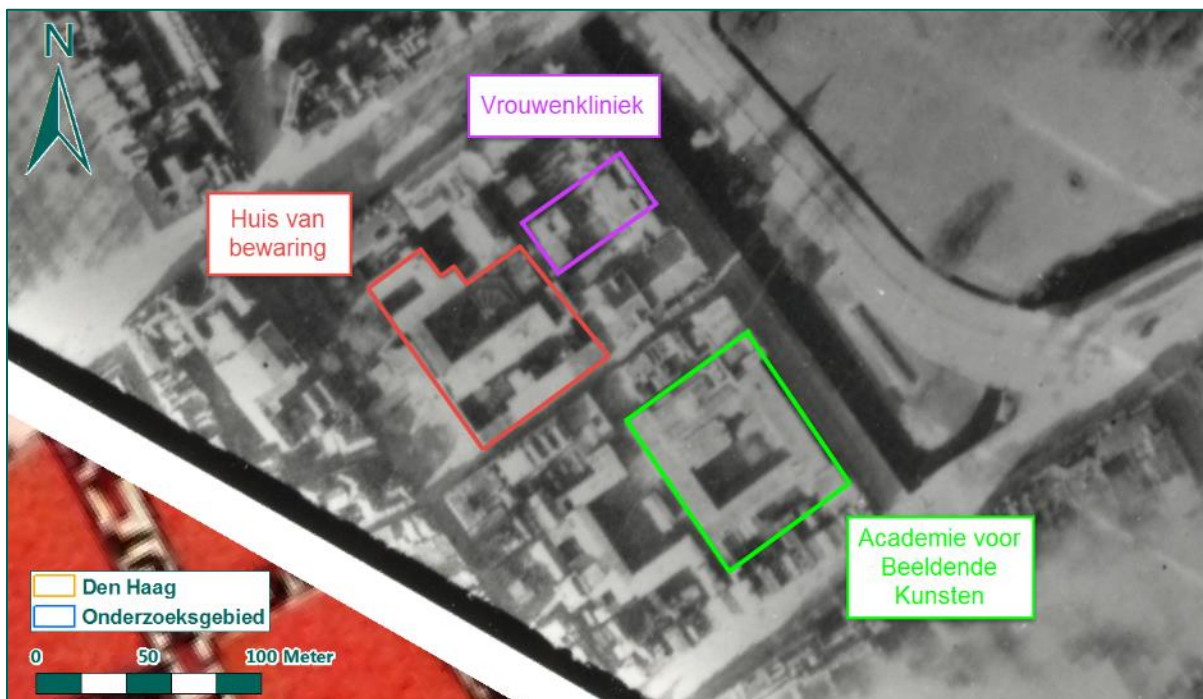 N
Vrouwenkliniek
Huis van
bewaring
Academie voor
Beeldende
Kunsten
Den Haag
Onderzoeksgebied
0 50 100 Meter